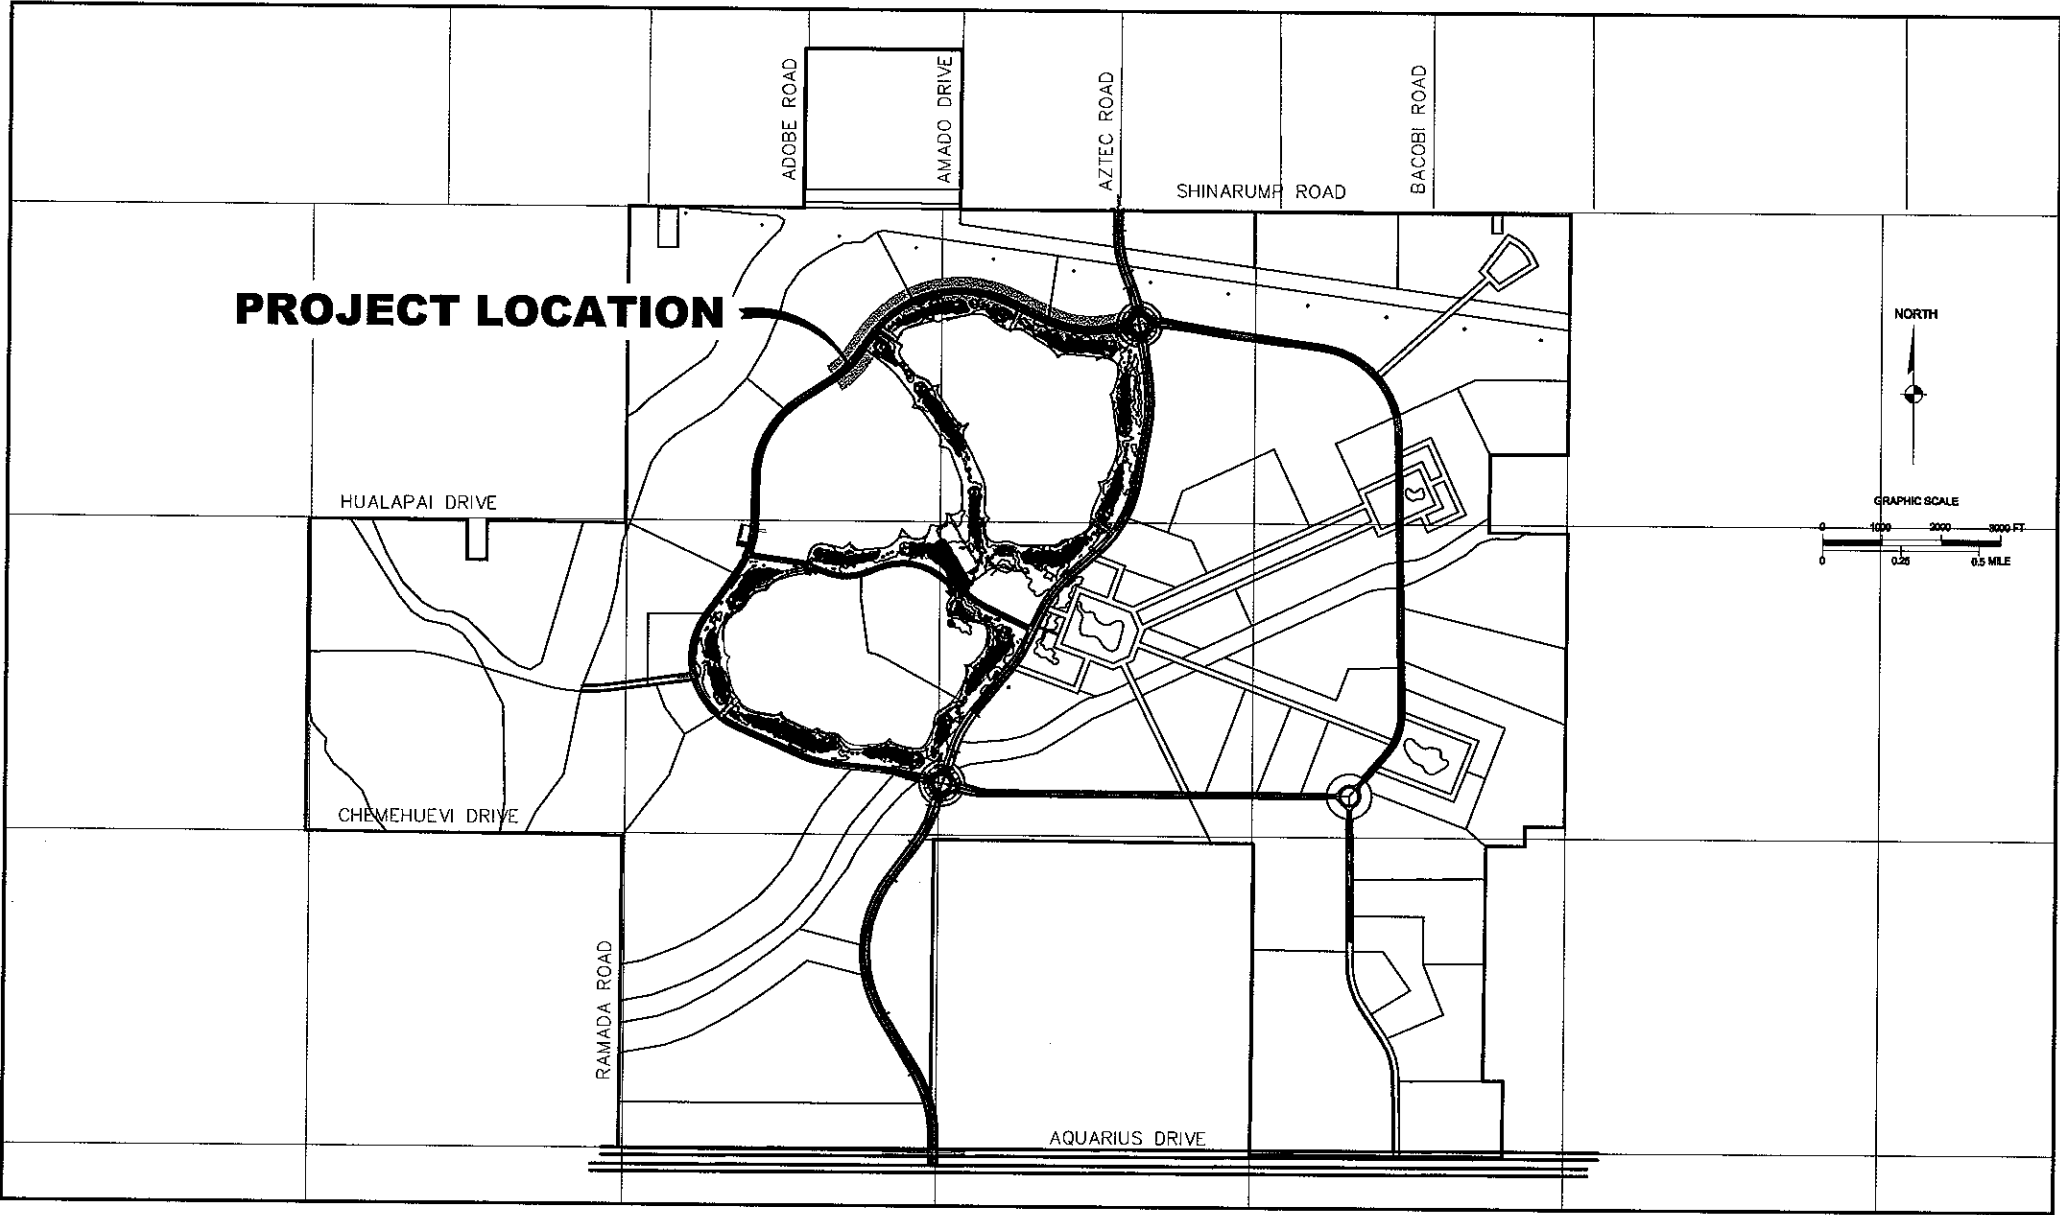 ADOBE ROAD
AMADO DRIVE
AZTEC ROAD
BACOBI ROAD
SHINARUMP ROAD
PROJECT LOCATION
NORTH
HUALAPAI DRIVE
GRAPHIC SCALE
0 1000 2000 3000 FT
0 0.25 0.5 MILE
CHEMEHUEVI DRIVE
RAMADA ROAD
AQUARIUS DRIVE